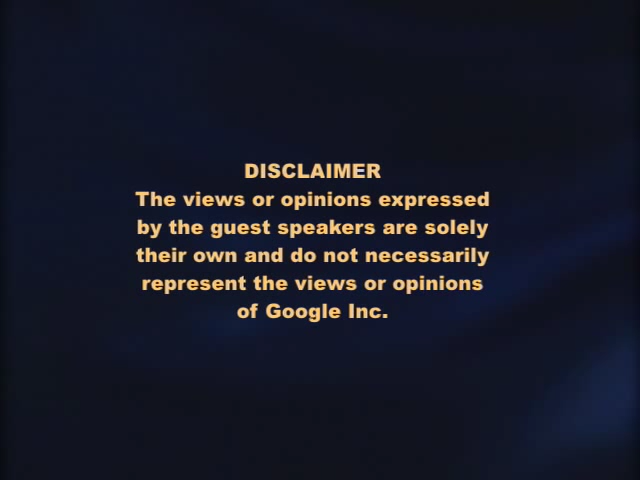 DISCLAIMER
The views or opinions expressed
by the guest speakers are solely
their own and do not necessarily
represent the views or opinions
of Google Inc.